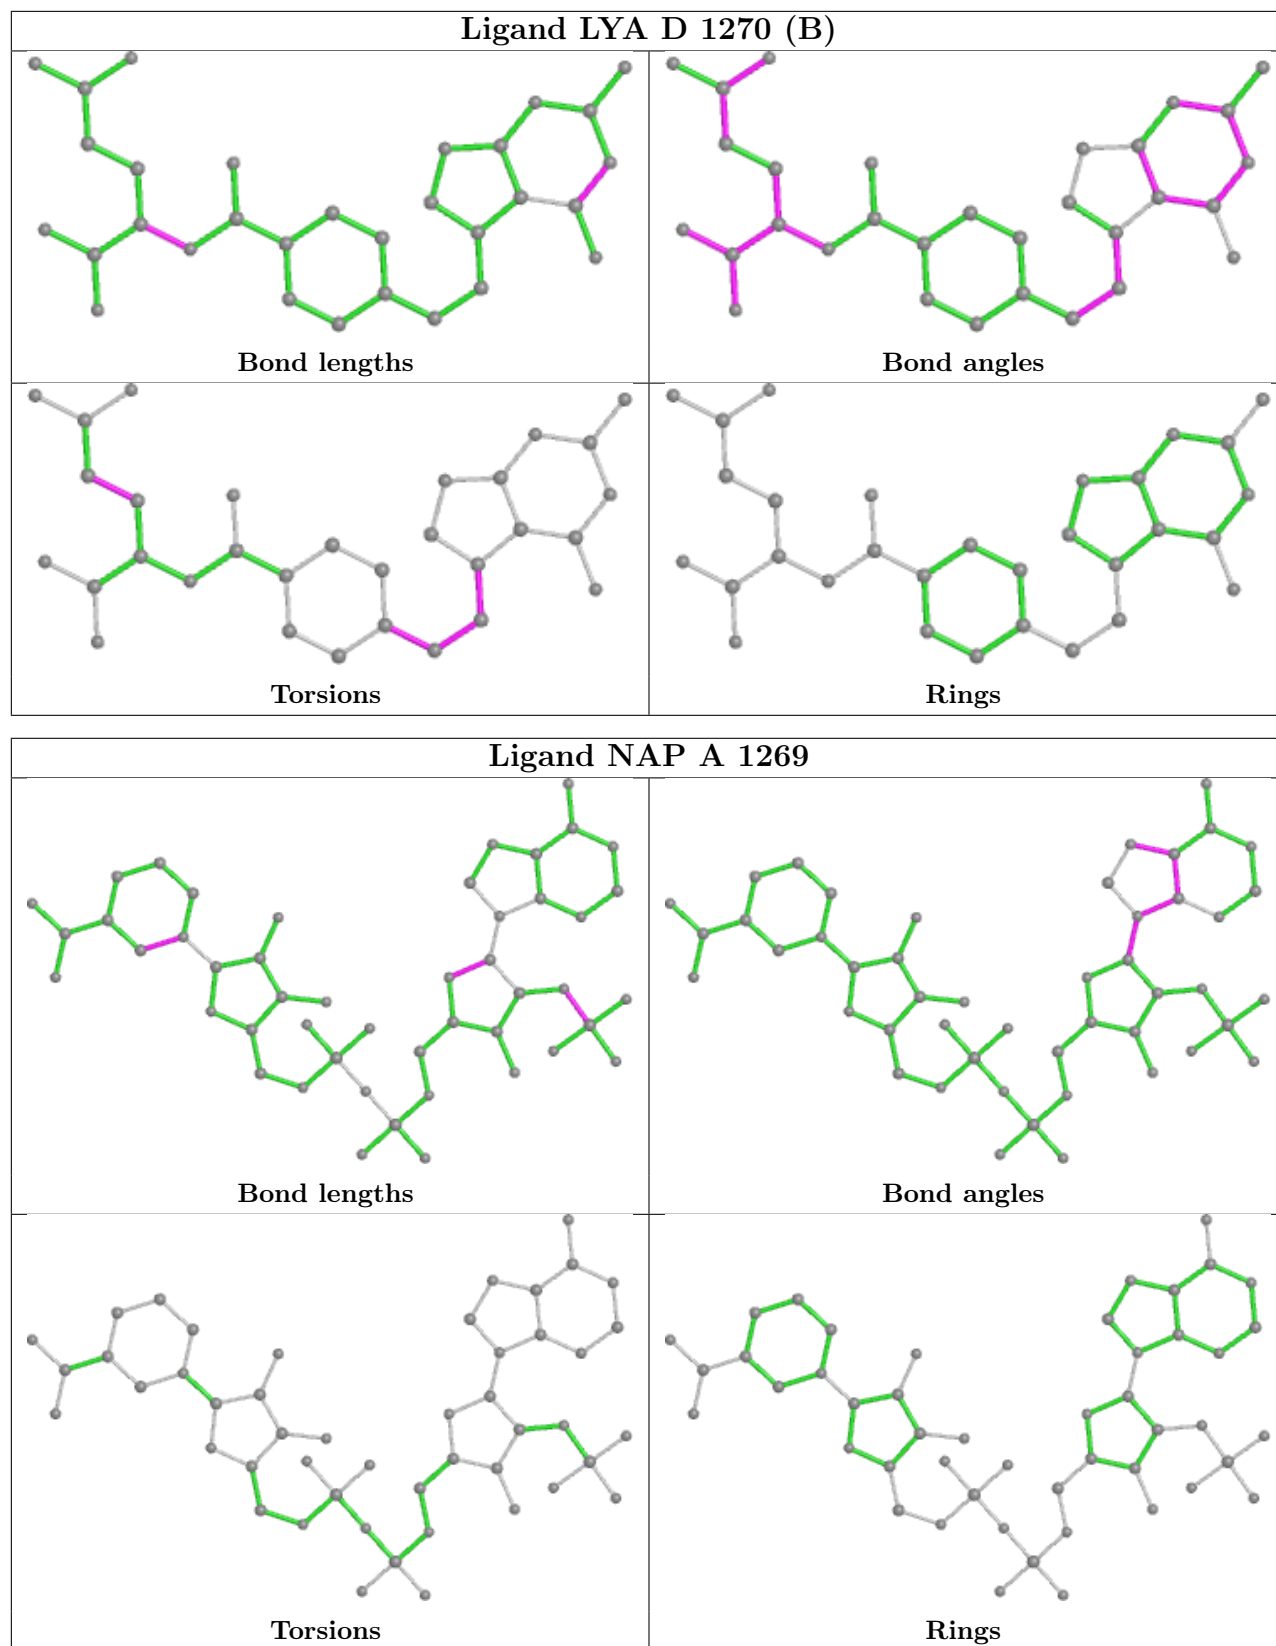 Ligand LYA D 1270 (B)
Bond lengths
Bond angles
Torsions
Rings
Ligand NAP A 1269
Bond lengths
Bond angles
Torsions
Rings